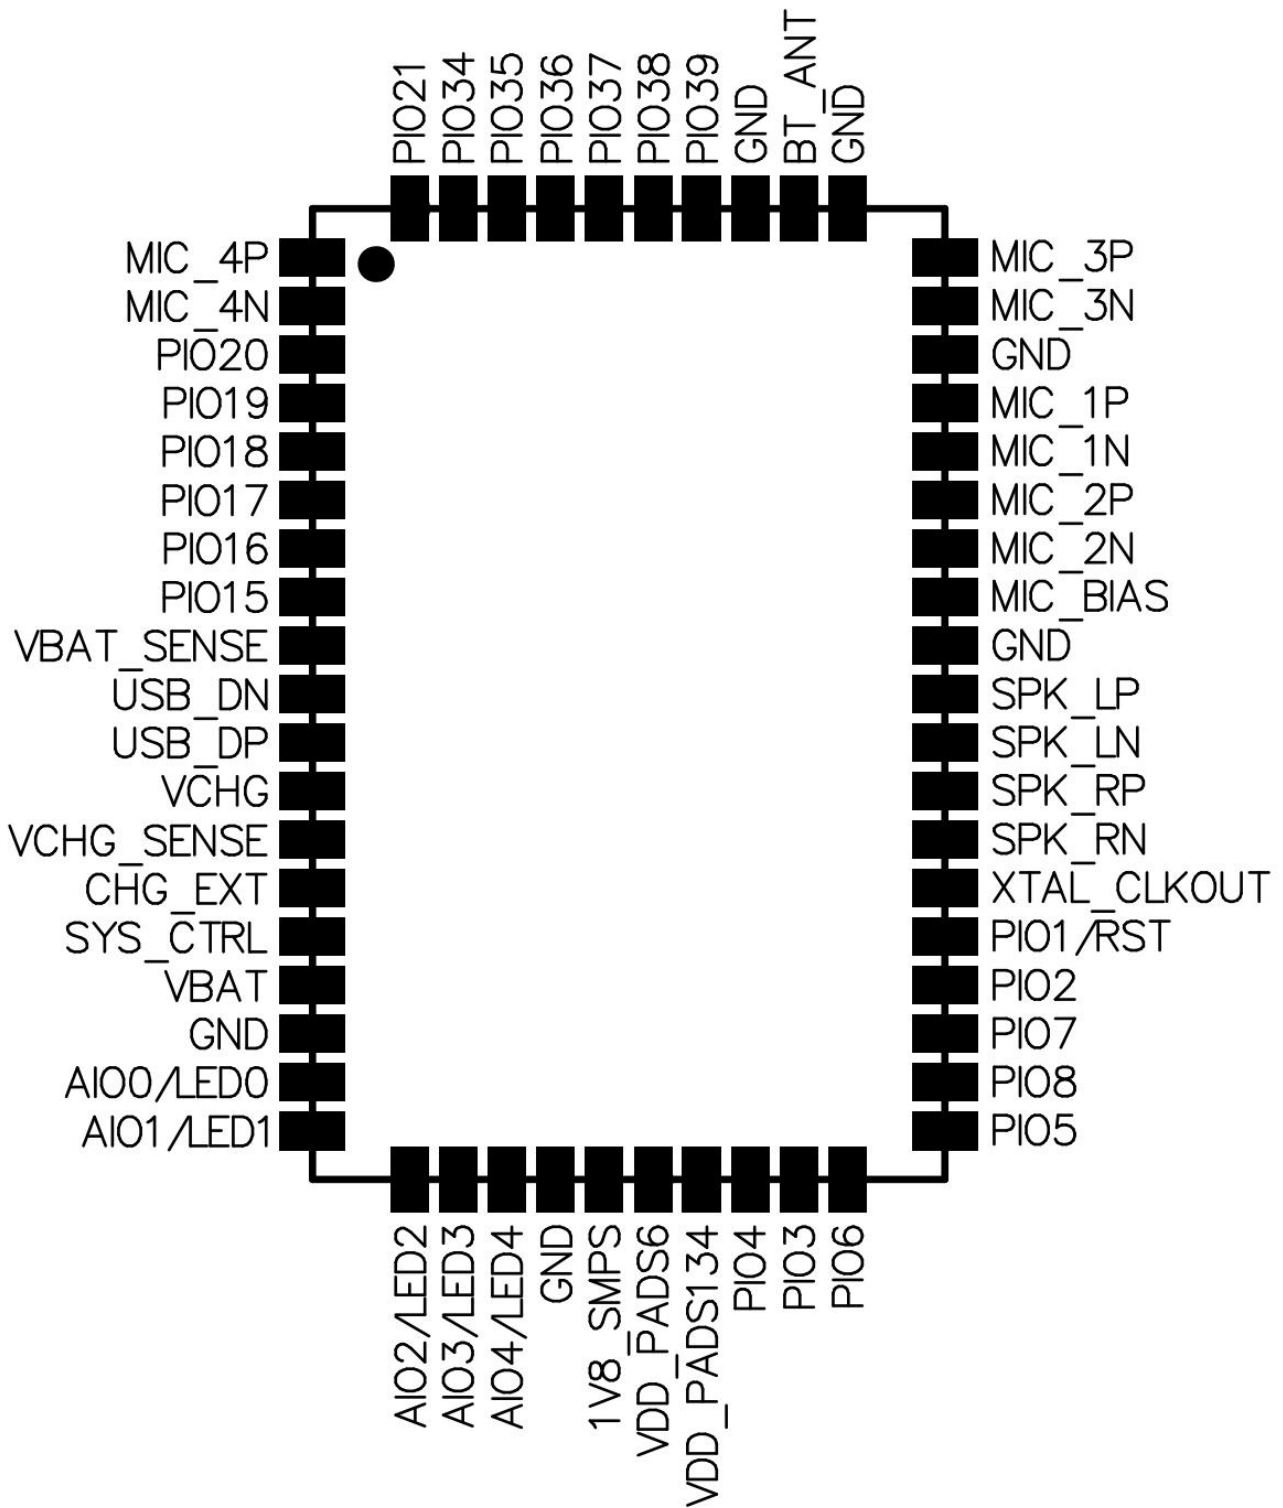 PIO21
PIO34
PIO35
PIO36
PIO37
PIO38
PIO39
GND
BT_ANT
GND
MIC_4P
MIC_4N
PIO20
PIO19
PIO18
PIO17
PIO16
PIO15
VBAT_SENSE
USB_DN
USB_DP
VCHG
VCHG_SENSE
CHG_EXT
SYS_CTRL
VBAT
GND
AIO0/LED0
AIO1/LED1
MIC_3P
MIC_3N
GND
MIC_1P
MIC_1N
MIC_2P
MIC_2N
MIC_BIAS
GND
SPK_LP
SPK_LN
SPK_RP
SPK_RN
XTAL_CLKOUT
PIO1/RST
PIO2
PIO7
PIO8
PIO5
AIO2/LED2
AIO3/LED3
AIO4/LED4
GND
1V8_SMPS
VDD_PADS6
VDD_PADS134
PIO4
PIO3
PIO6